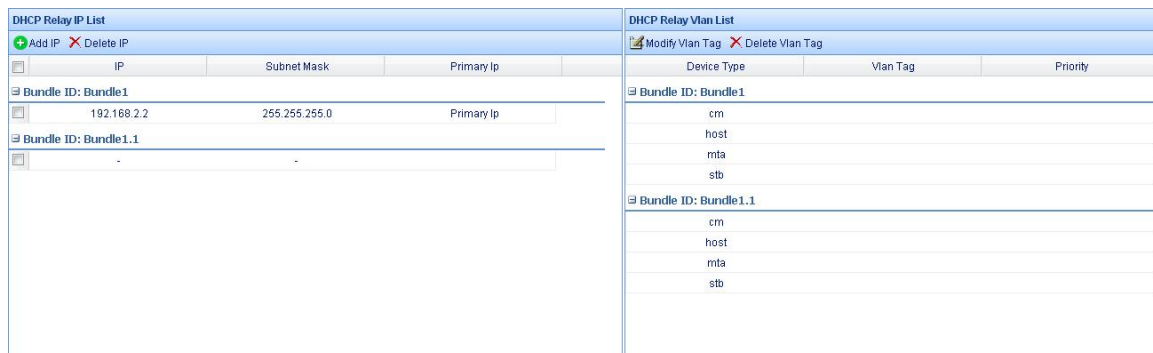 DHCP Relay IP List
Add IP Delete IP
IP Subnet Mask Primary Ip
Bundle ID: Bundle1
192.168.2.2 255.255.255.0 Primary Ip
Bundle ID: Bundle1.1
- -
DHCP Relay Vlan List
Modify Vlan Tag Delete Vlan Tag
Device Type Vlan Tag Priority
Bundle ID: Bundle1
cm
host
mta
stb
Bundle ID: Bundle1.1
cm
host
mta
stb